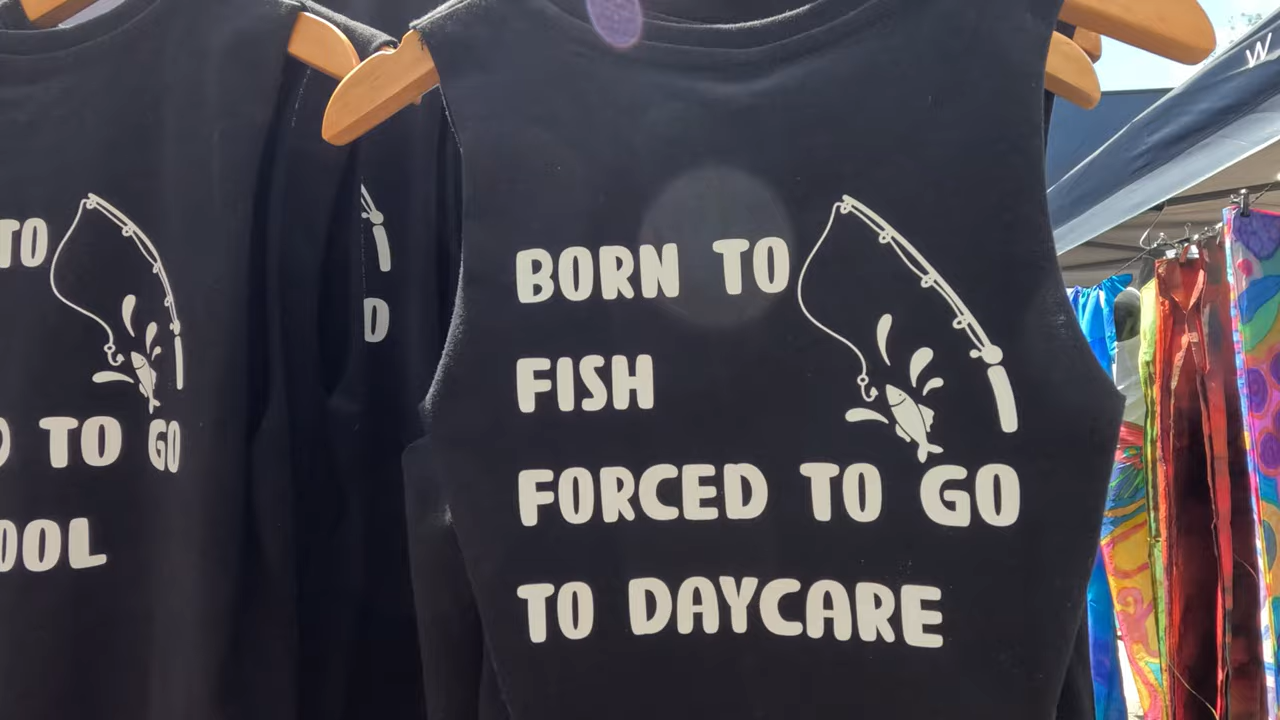 TO
TO GO
OOL
D
BORN TO
FISH
FORCED TO GO
TO DAYCARE
W